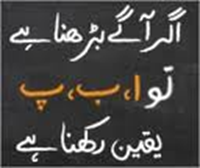 اگر آگے بڑھنا ہے
تو ا، ب، پ
یقین رکھنا ہے